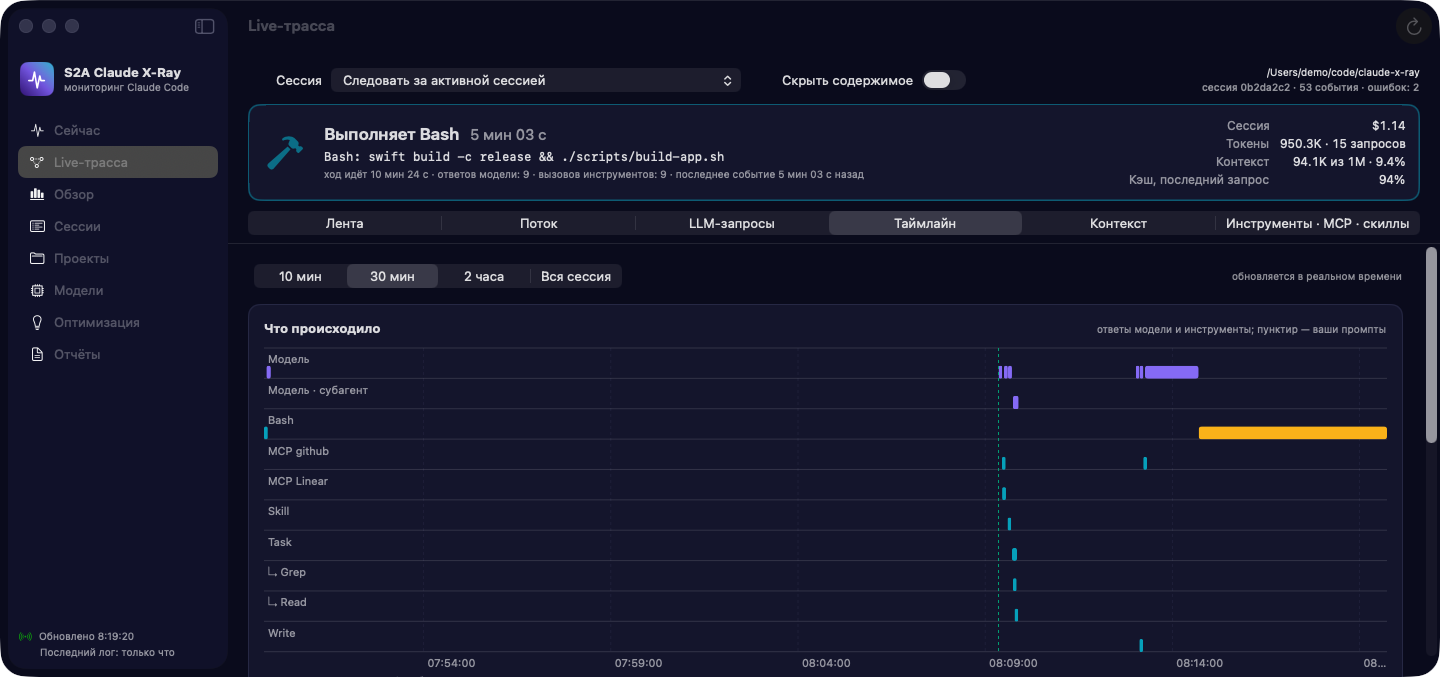 Live-трасса
S2A Claude X-Ray
мониторинг Claude Code
Сейчас
Live-трасса
Обзор
Сессии
Проекты
Модели
Оптимизация
Отчёты
Обновлено 8:19:20
Последний лог: только что
Сессия
Следовать за активной сессией
Скрыть содержимое
/Users/demo/code/claude-x-ray
сессия 0b2da2c2 · 53 события · ошибок: 2
Выполняет Bash 5 мин 03 с
Bash: swift build -c release && ./scripts/build-app.sh
ход идёт 10 мин 24 с · ответов модели: 9 · вызовов инструментов: 9 · последнее событие 5 мин 03 с назад
Сессия $1.14
Токены 950.3K · 15 запросов
Контекст 94.1K из 1M · 9.4%
Кэш, последний запрос 94%
Лента
Поток
LLM-запросы
Таймлайн
Контекст
Инструменты · MCP · скиллы
10 мин
30 мин
2 часа
Вся сессия
обновляется в реальном времени
Что происходило
ответы модели и инструменты; пунктир — ваши промпты
Модель
Модель · субагент
Bash
MCP github
MCP Linear
Skill
Task
Grep
Read
Write
07:54:00
07:59:00
08:04:00
08:09:00
08:14:00
08...